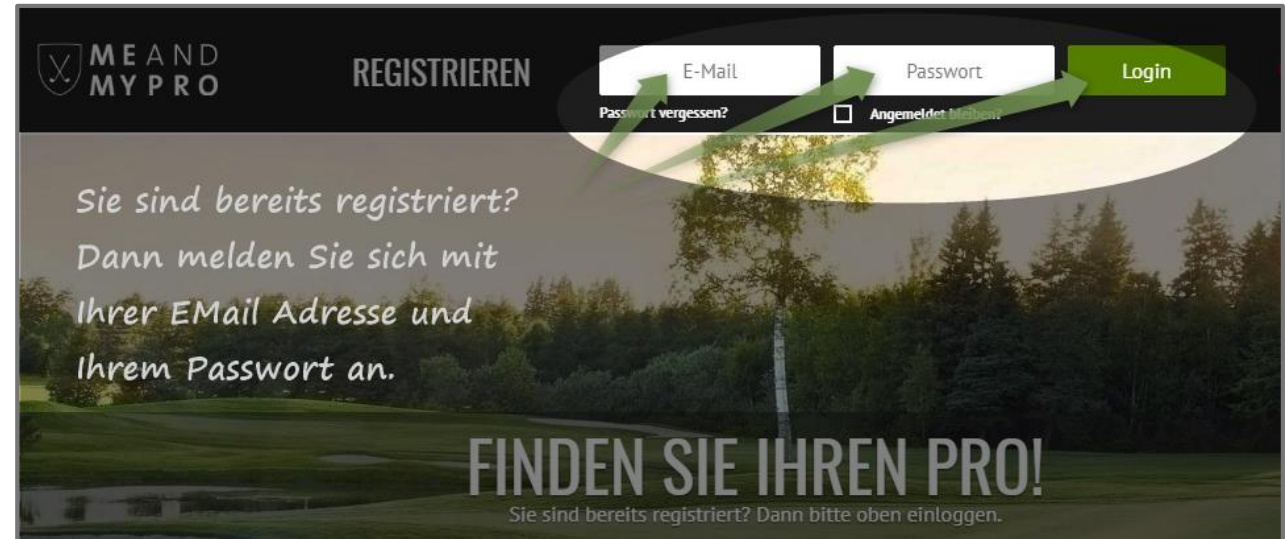 ME AND
MY PRO
REGISTRIEREN
E-Mail
Passwort
Login
Passwort vergessen?
Angemeldet bleiben?
Sie sind bereits registriert?
Dann melden Sie sich mit
Ihrer EMail Adresse und
Ihrem Passwort an.
FINDEN SIE IHREN PRO!
Sie sind bereits registriert? Dann bitte oben einloggen.